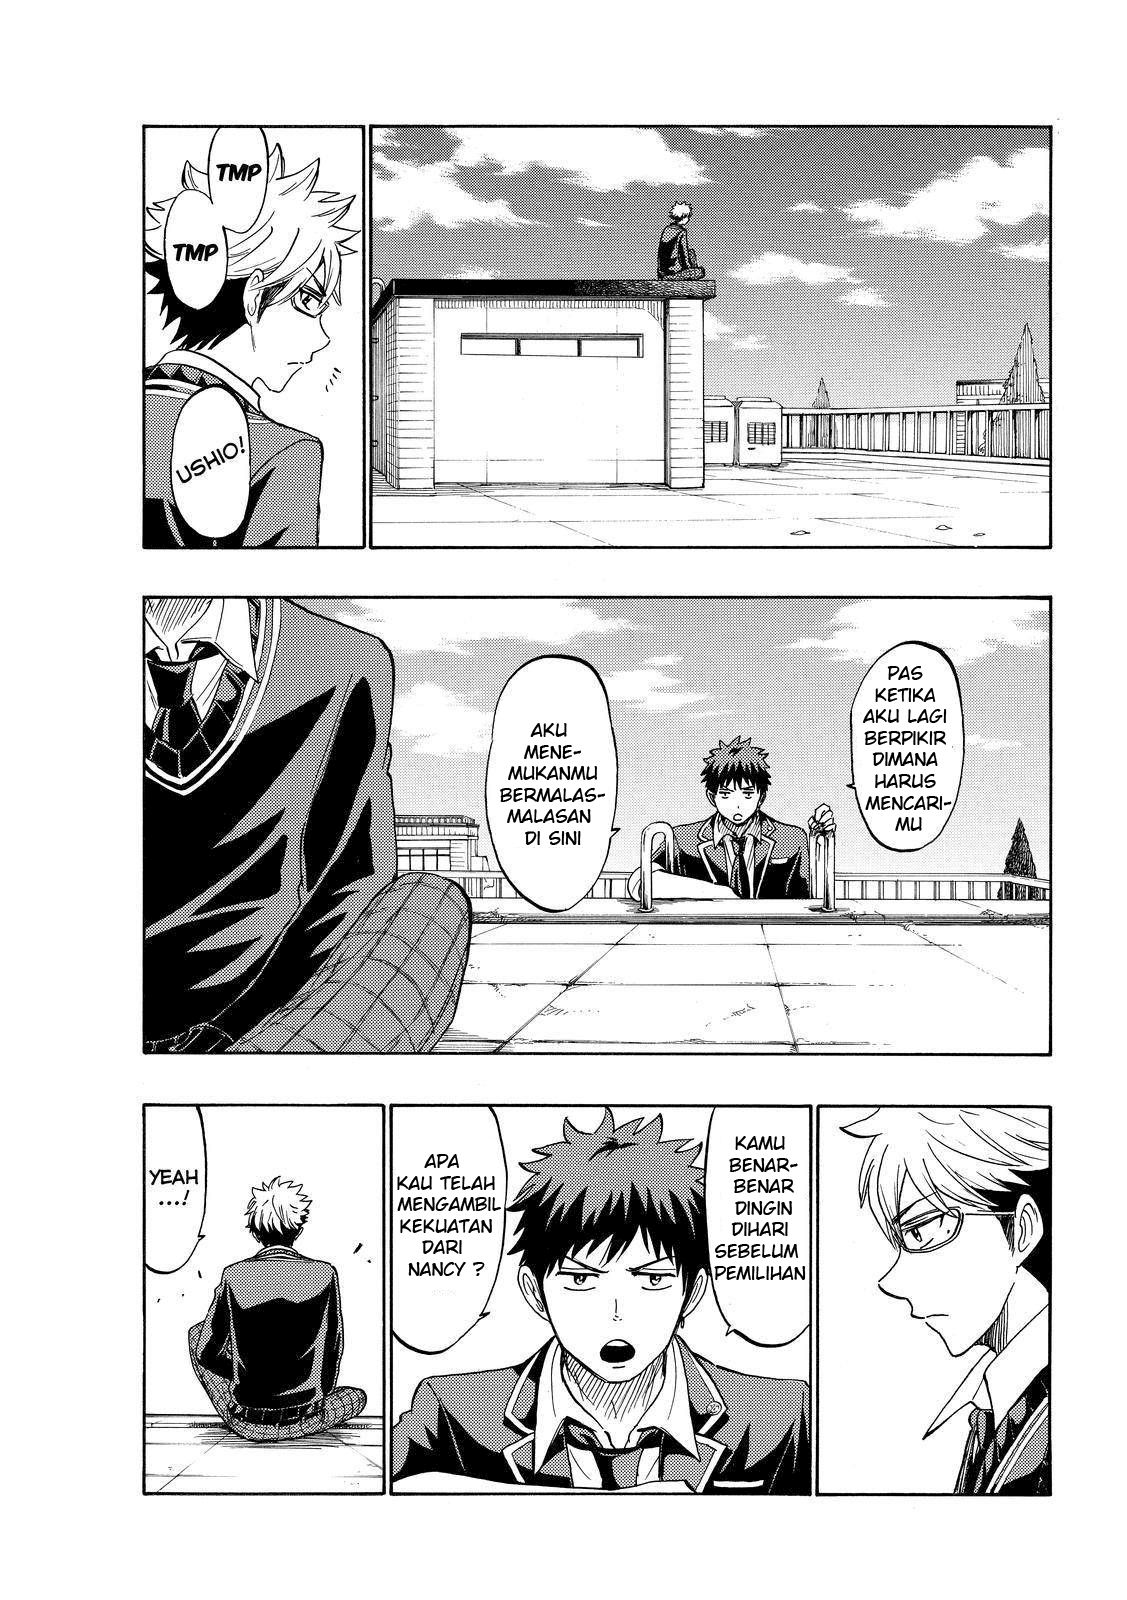 TMP
TMP
USHIO!
PAS
KETIKA
AKU LAGI
BERPIKIR
DIMANA
HARUS
MENCARI-
MU
AKU
MENE-
MUKANMU
BERMALAS-
MALASAN
DI SINI
KAMU
BENAR-
BENAR
DINGIN
DIHARI
SEBELUM
PEMILIHAN
APA
KAU TELAH
MENGAMBIL
KEKUATAN
DARI
NANCY ?
YEAH
...!